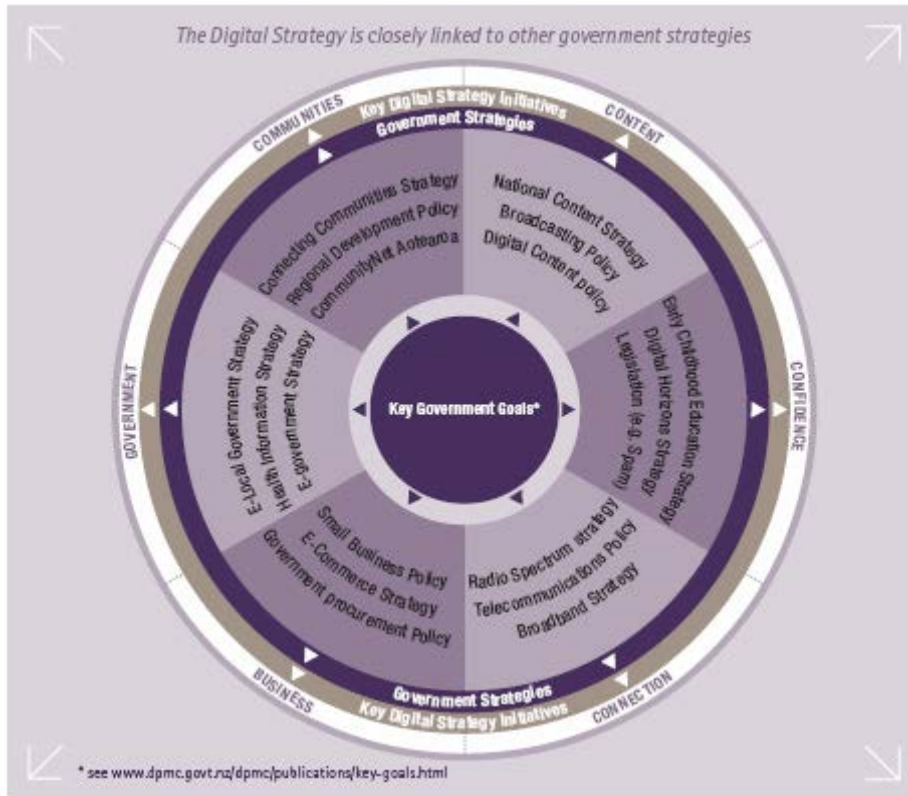 The Digital Strategy is closely linked to other government strategies
COMMUNITIES
Key Digital Strategy Initiatives
CONTENT
Government Strategies
Connecting Communities Strategy
Regional Development Policy
CommunityNet Aotearoa
National Content Strategy
Broadcasting Policy
Digital Content policy
GOVERNMENT
E-Local Government Strategy
Health Information Strategy
E-government Strategy
Key Government Goals*
Early Childhood Education Strategy
Digital Horizons Strategy
Legislation (e.g. Spam)
CONFIDENCE
Small Business Policy
E-Commerce Strategy
Government procurement Policy
Radio Spectrum strategy
Telecommunications Policy
Broadband Strategy
BUSINESS
Government Strategies
Key Digital Strategy Initiatives
CONNECTION
* see www.dpmc.govt.nz/dpmc/publications/key-goals.html